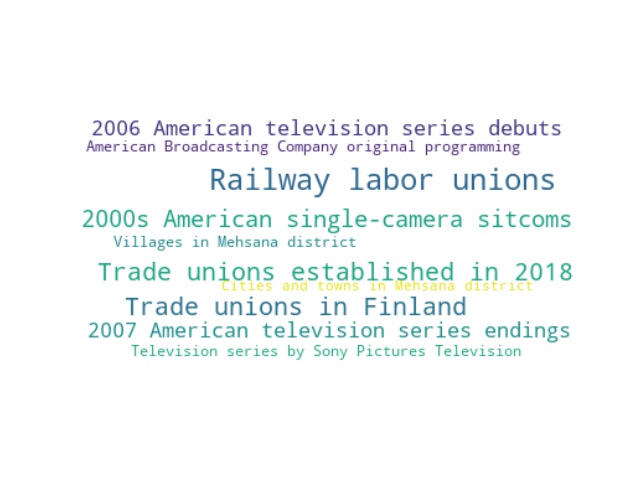 2006 American television series debuts
American Broadcasting Company original programming
Railway labor unions
2000s American single-camera sitcoms
Villages in Mehsana district
Trade unions established in 2018
Cities and towns in Mehsana district
Trade unions in Finland
2007 American television series endings
Television series by Sony Pictures Television